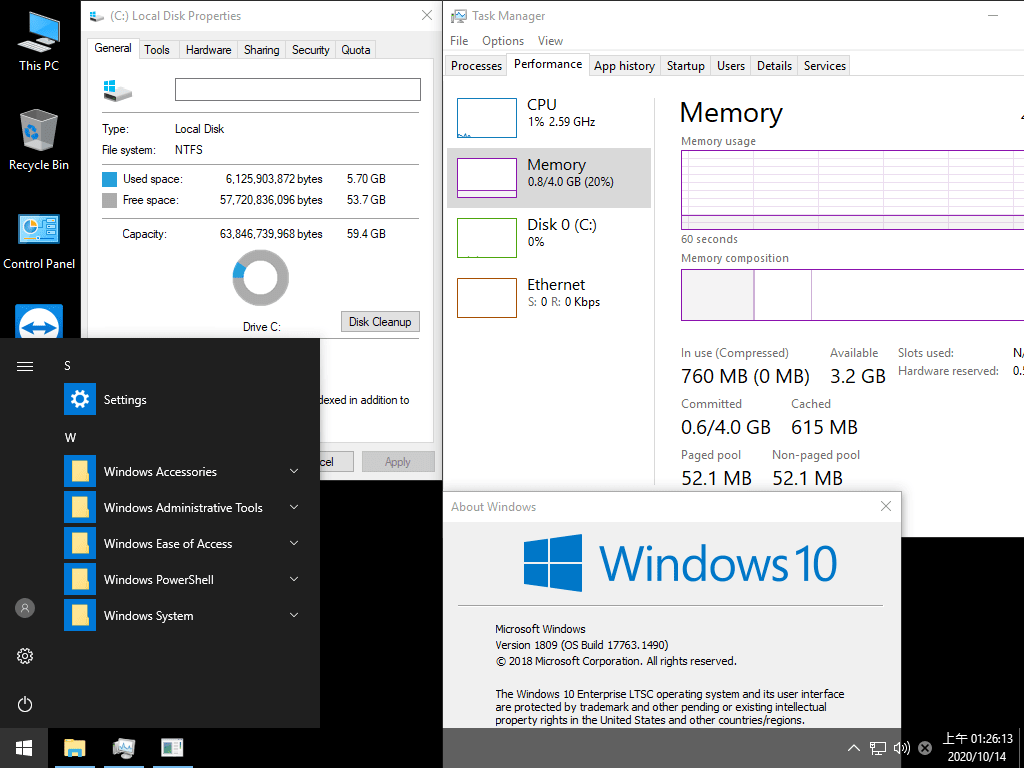 This PC
Recycle Bin
Control Panel
(C:) Local Disk Properties
General Tools Hardware Sharing Security Quota
Type: Local Disk
File system: NTFS
Used space: 6,125,903,872 bytes 5.70 GB
Free space: 57,720,836,096 bytes 53.7 GB
Capacity: 63,846,739,968 bytes 59.4 GB
Drive C: Disk Cleanup
in addition to
Apply
S
Settings
W
Windows Accessories
Windows Administrative Tools
Windows Ease of Access
Windows PowerShell
Windows System
Task Manager
File Options View
Processes Performance App history Startup Users Details Services
CPU
1% 2.59 GHz
Memory
0.8/4.0 GB (20%)
Disk 0 (C:)
0%
Ethernet
S: 0 R: 0 Kbps
Memory
Memory usage
60 seconds
Memory composition
In use (Compressed) Available Slots used:
760 MB (0 MB) 3.2 GB Hardware reserved:
Committed Cached
0.6/4.0 GB 615 MB
Paged pool Non-paged pool
52.1 MB 52.1 MB
About Windows
Windows 10
Microsoft Windows
Version 1809 (OS Build 17763.1490)
© 2018 Microsoft Corporation. All rights reserved.
The Windows 10 Enterprise LTSC operating system and its user interface
are protected by trademark and other pending or existing intellectual
property rights in the United States and other countries/regions.
上午 01:26:13
2020/10/14